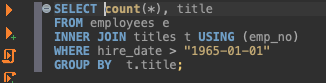 SELECT count(*), title
FROM employees e
INNER JOIN titles t USING (emp_no)
WHERE hire_date > "1965-01-01"
GROUP BY  t.title;